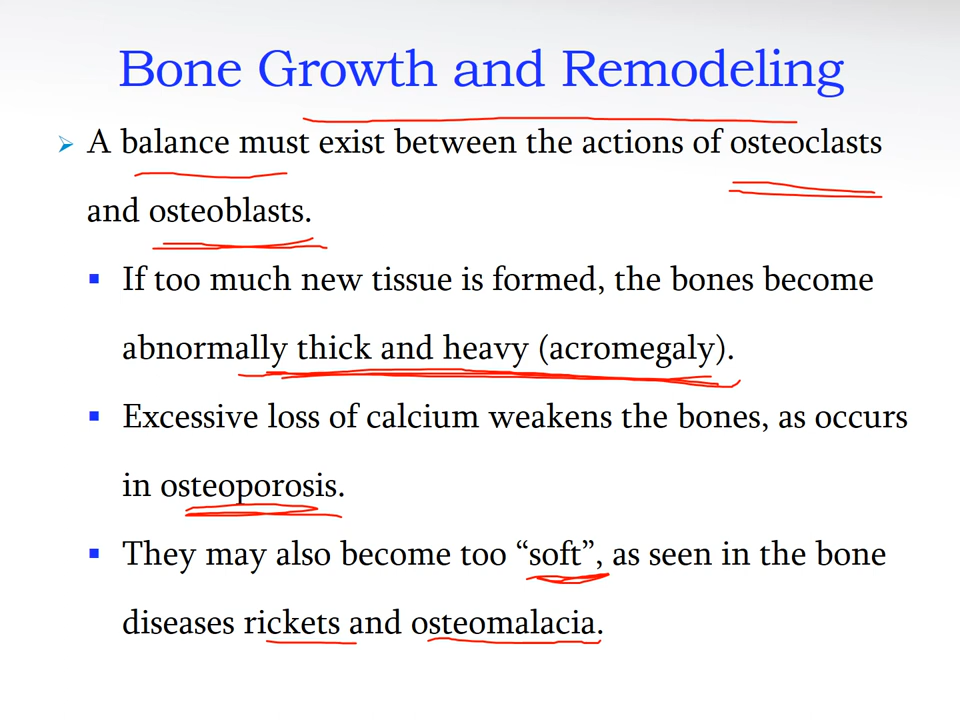 Bone Growth and Remodeling
A balance must exist between the actions of osteoclasts
and osteoblasts.
If too much new tissue is formed, the bones become
abnormally thick and heavy (acromegaly).
Excessive loss of calcium weakens the bones, as occurs
in osteoporosis.
They may also become too “soft”, as seen in the bone
diseases rickets and osteomalacia.